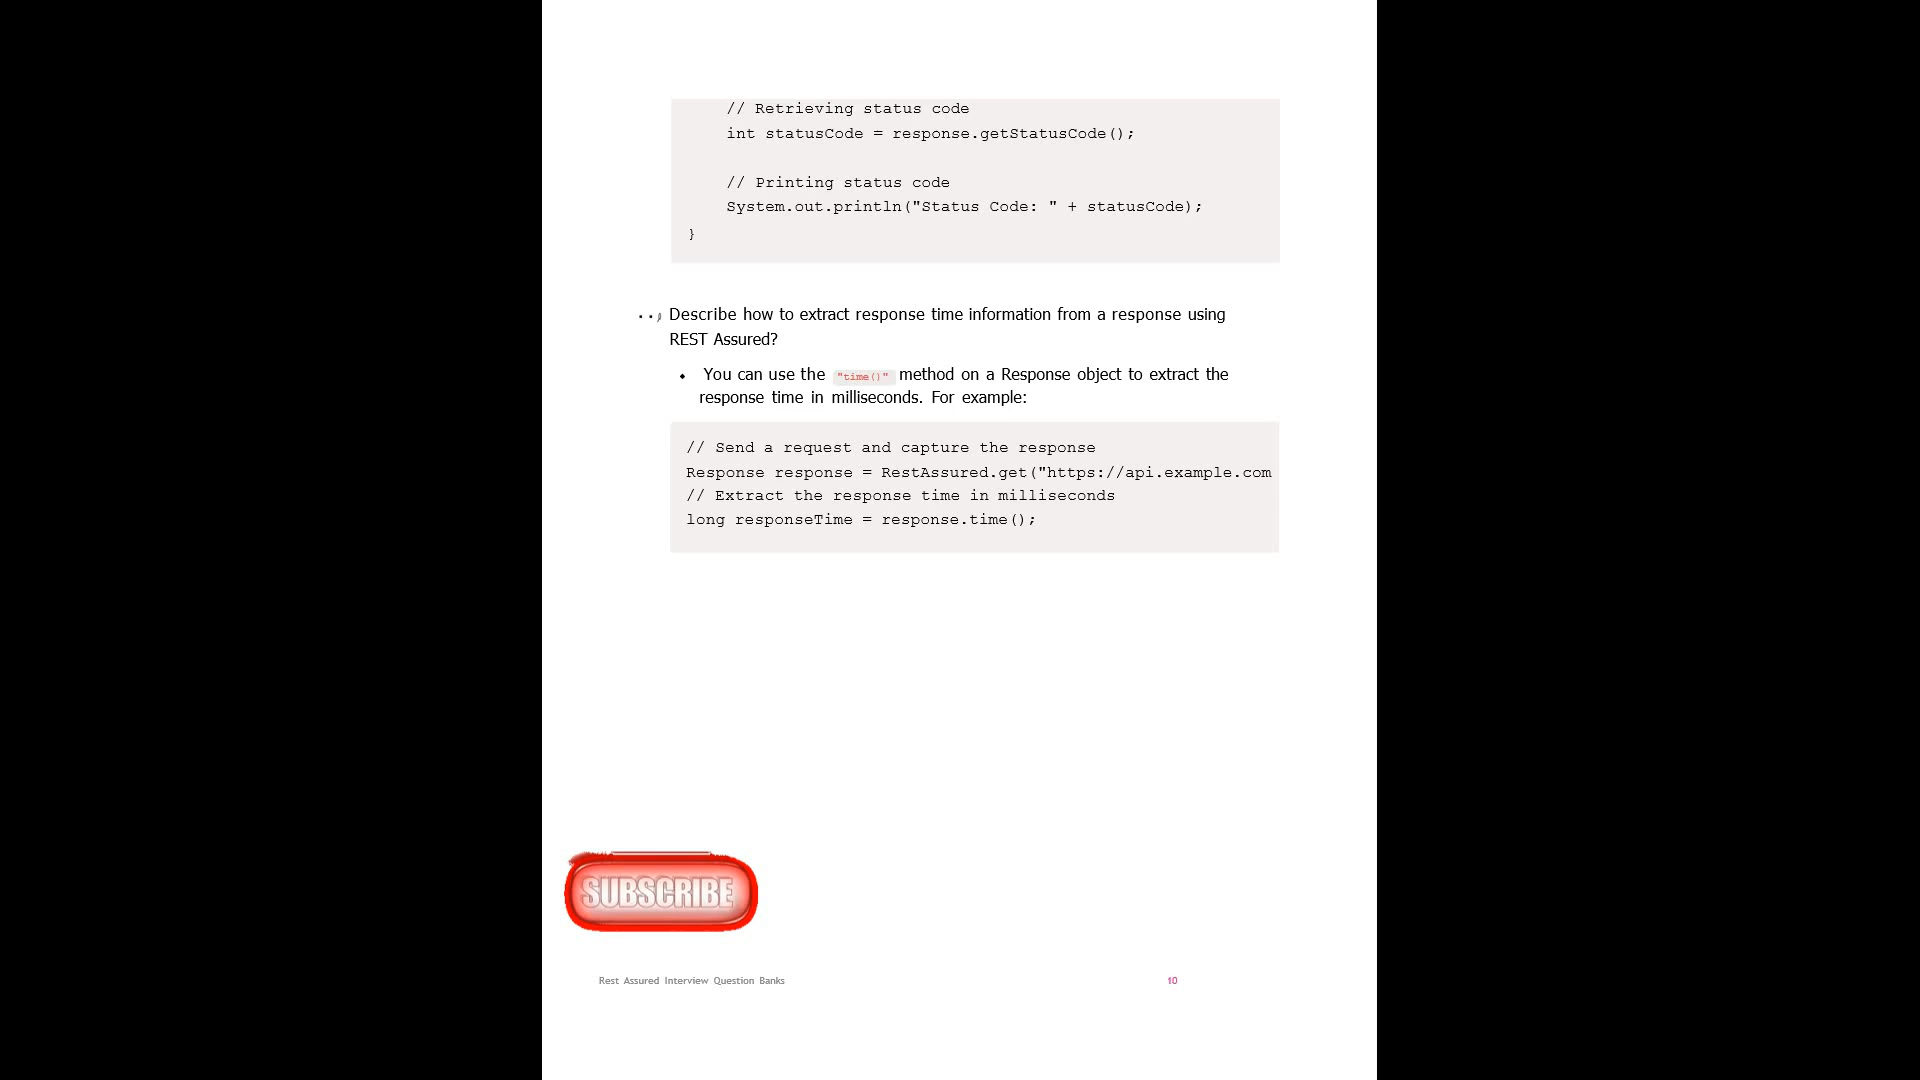 // Retrieving status code
int statusCode = response.getStatusCode();
// Printing status code
System.out.println("Status Code: " + statusCode);
}
Describe how to extract response time information from a response using
REST Assured?
• You can use the "time()" method on a Response object to extract the
response time in milliseconds. For example:
// Send a request and capture the response
Response response = RestAssured.get("https://api.example.com
// Extract the response time in milliseconds
long responseTime = response.time();
SUBSCRIBE
Rest Assured Interview Question Banks 10